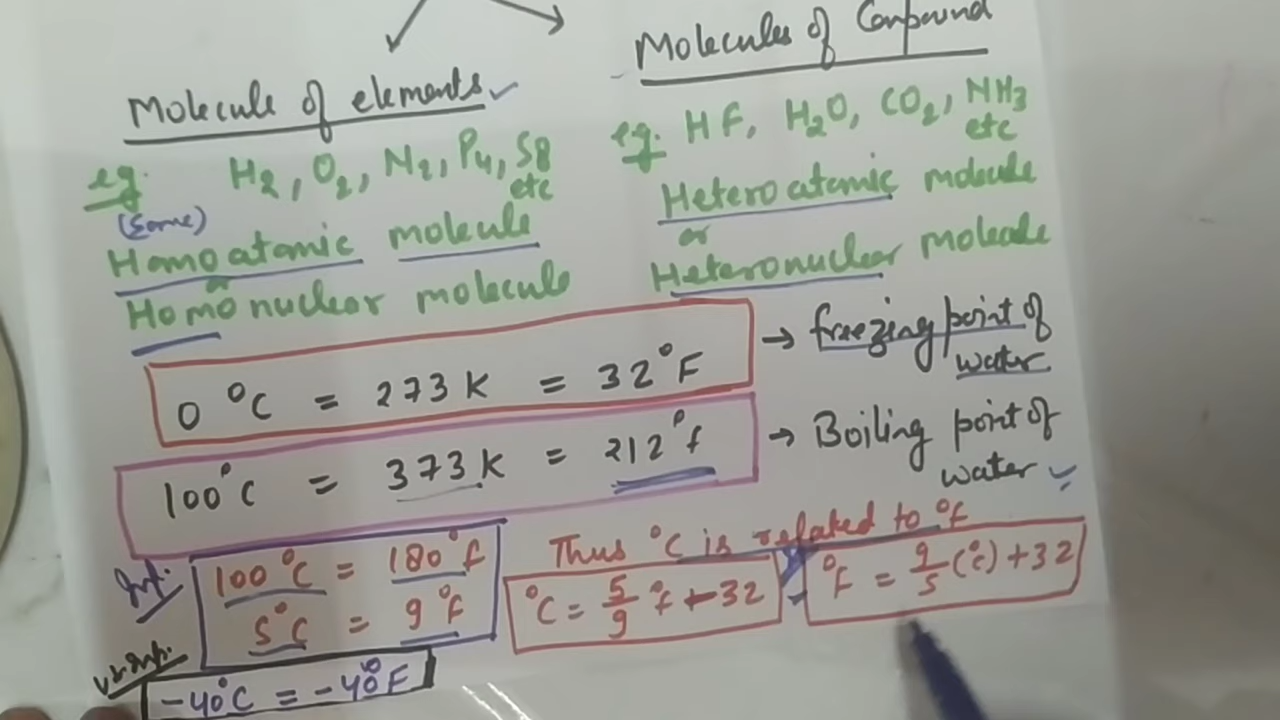 Molecule of elements
eg. H2, O2, N2, P4, S8 etc
(Same)
Homoatomic molecule
or
Homonuclear molecule
Molecules of Compound
eg. HF, H2O, CO2, NH3 etc
Heteroatomic molecule
or
Heteronuclear molecule
0 °C = 273 K = 32°F → freezing point of water
100°C = 373 K = 212°f → Boiling point of water
Int.
100 °C = 180°f
5°C = 9°F
Thus °C is related to °f
°C = 5/9 °f - 32
°F = 9/5 (°C) + 32
v. Imp.
-40°C = -40°F